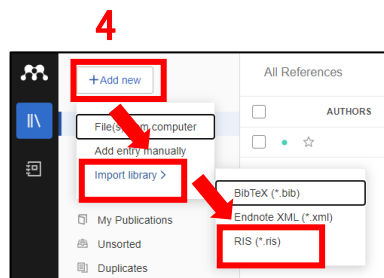 4
+Add new
All References
AUTHORS
File(s) from computer
Add entry manually
Import library >
BibTeX (*.bib)
Endnote XML (*.xml)
RIS (*.ris)
My Publications
Unsorted
Duplicates